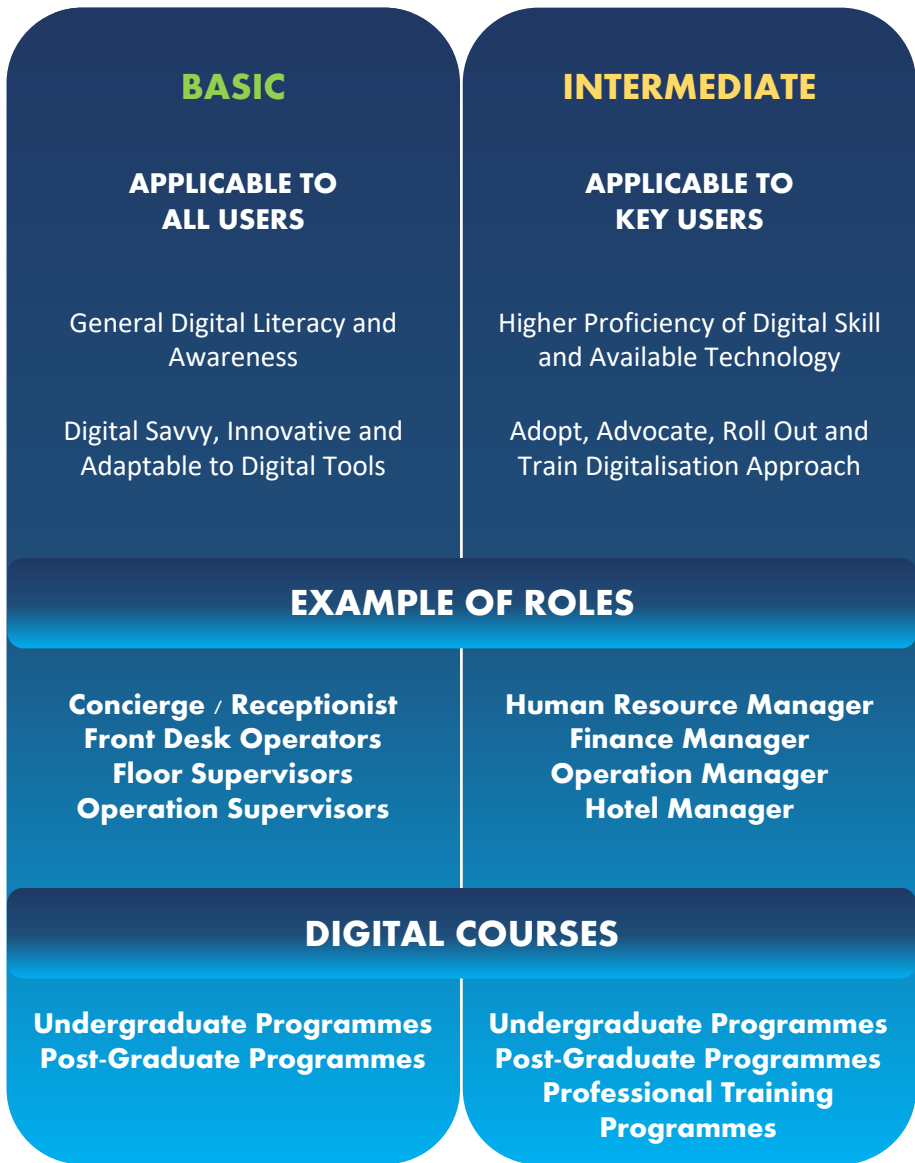 BASIC
APPLICABLE TO
ALL USERS
General Digital Literacy and
Awareness
Digital Savvy, Innovative and
Adaptable to Digital Tools
INTERMEDIATE
APPLICABLE TO
KEY USERS
Higher Proficiency of Digital Skill
and Available Technology
Adopt, Advocate, Roll Out and
Train Digitalisation Approach
EXAMPLE OF ROLES
Concierge / Receptionist
Front Desk Operators
Floor Supervisors
Operation Supervisors
Human Resource Manager
Finance Manager
Operation Manager
Hotel Manager
DIGITAL COURSES
Undergraduate Programmes
Post-Graduate Programmes
Undergraduate Programmes
Post-Graduate Programmes
Professional Training
Programmes